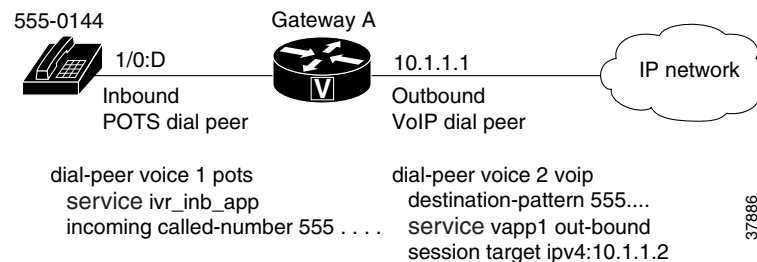 555-0144
Gateway A
1/0:D
10.1.1.1
IP network
V
Inbound
POTS dial peer
Outbound
VoIP dial peer
dial-peer voice 1 pots
service ivr_inb_app
incoming called-number 555 . . . .
dial-peer voice 2 voip
destination-pattern 555....
service vapp1 out-bound
session target ipv4:10.1.1.2
37886